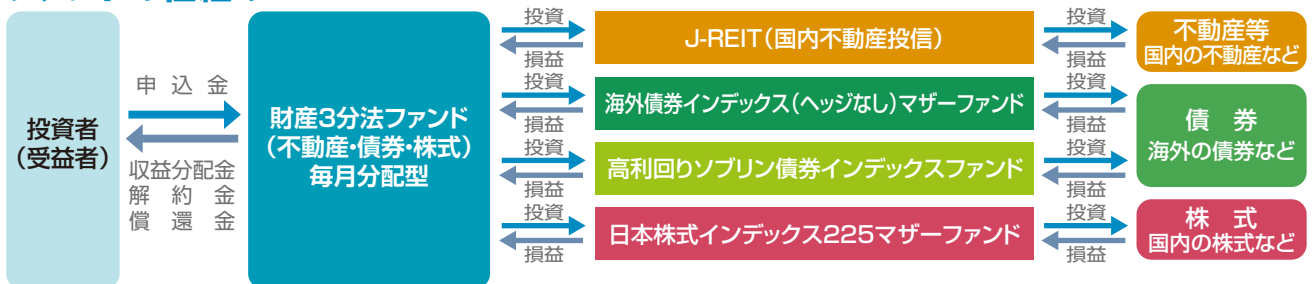 投資者
(受益者)
申込金
収益分配金
解約金
償還金
財産3分法ファンド
(不動産・債券・株式)
毎月分配型
投資
損益
J-REIT(国内不動産投信)
投資
損益
不動産等
国内の不動産など
投資
損益
海外債券インデックス(ヘッジなし)マザーファンド
投資
損益
債券
海外の債券など
投資
損益
高利回りソブリン債券インデックスファンド
投資
損益
投資
損益
日本株式インデックス225マザーファンド
投資
損益
株式
国内の株式など